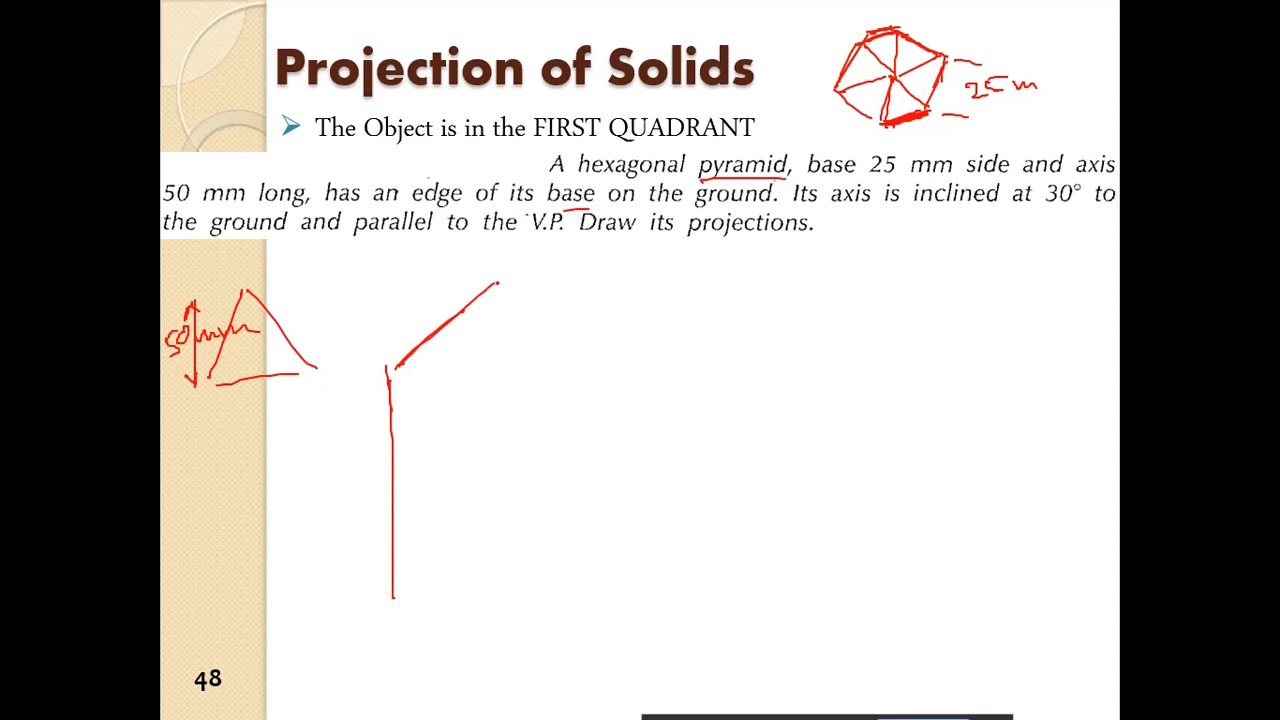 Projection of Solids
The Object is in the FIRST QUADRANT
25 m
A hexagonal pyramid, base 25 mm side and axis
50 mm long, has an edge of its base on the ground. Its axis is inclined at 30° to
the ground and parallel to the V.P. Draw its projections.
50mm
48